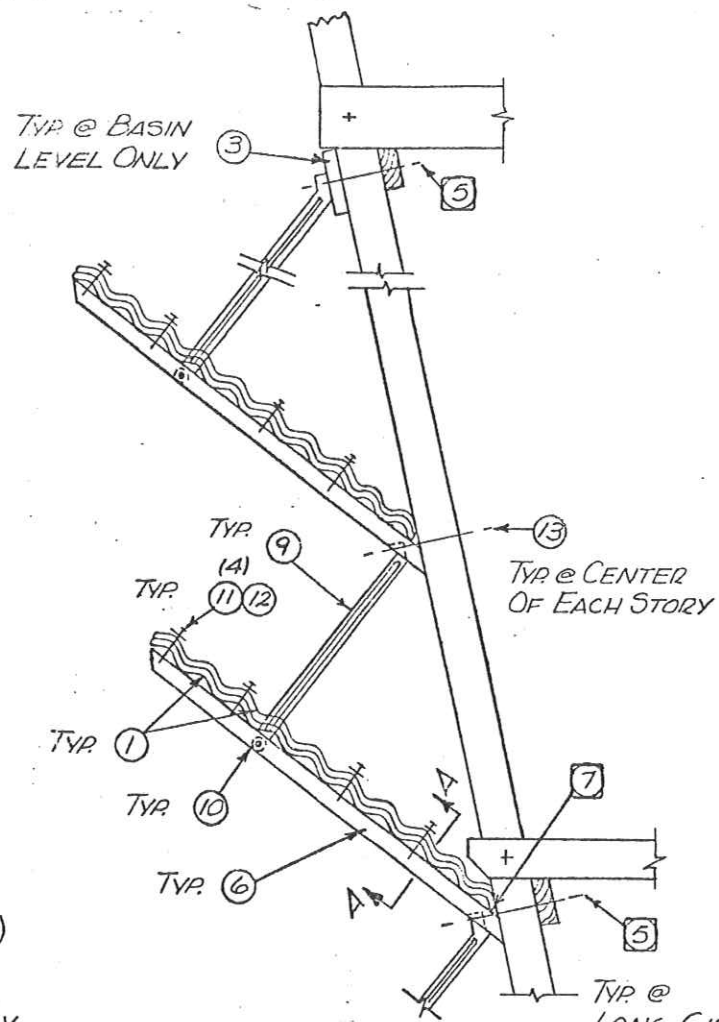 TYP. @ BASIN
LEVEL ONLY
3
5
TYP.
9
13
TYP. @ CENTER
OF EACH STORY
(4)
TYP. 11 12
TYP. 1
TYP. 10
7
A
A
TYP. 6
5
TYP. @